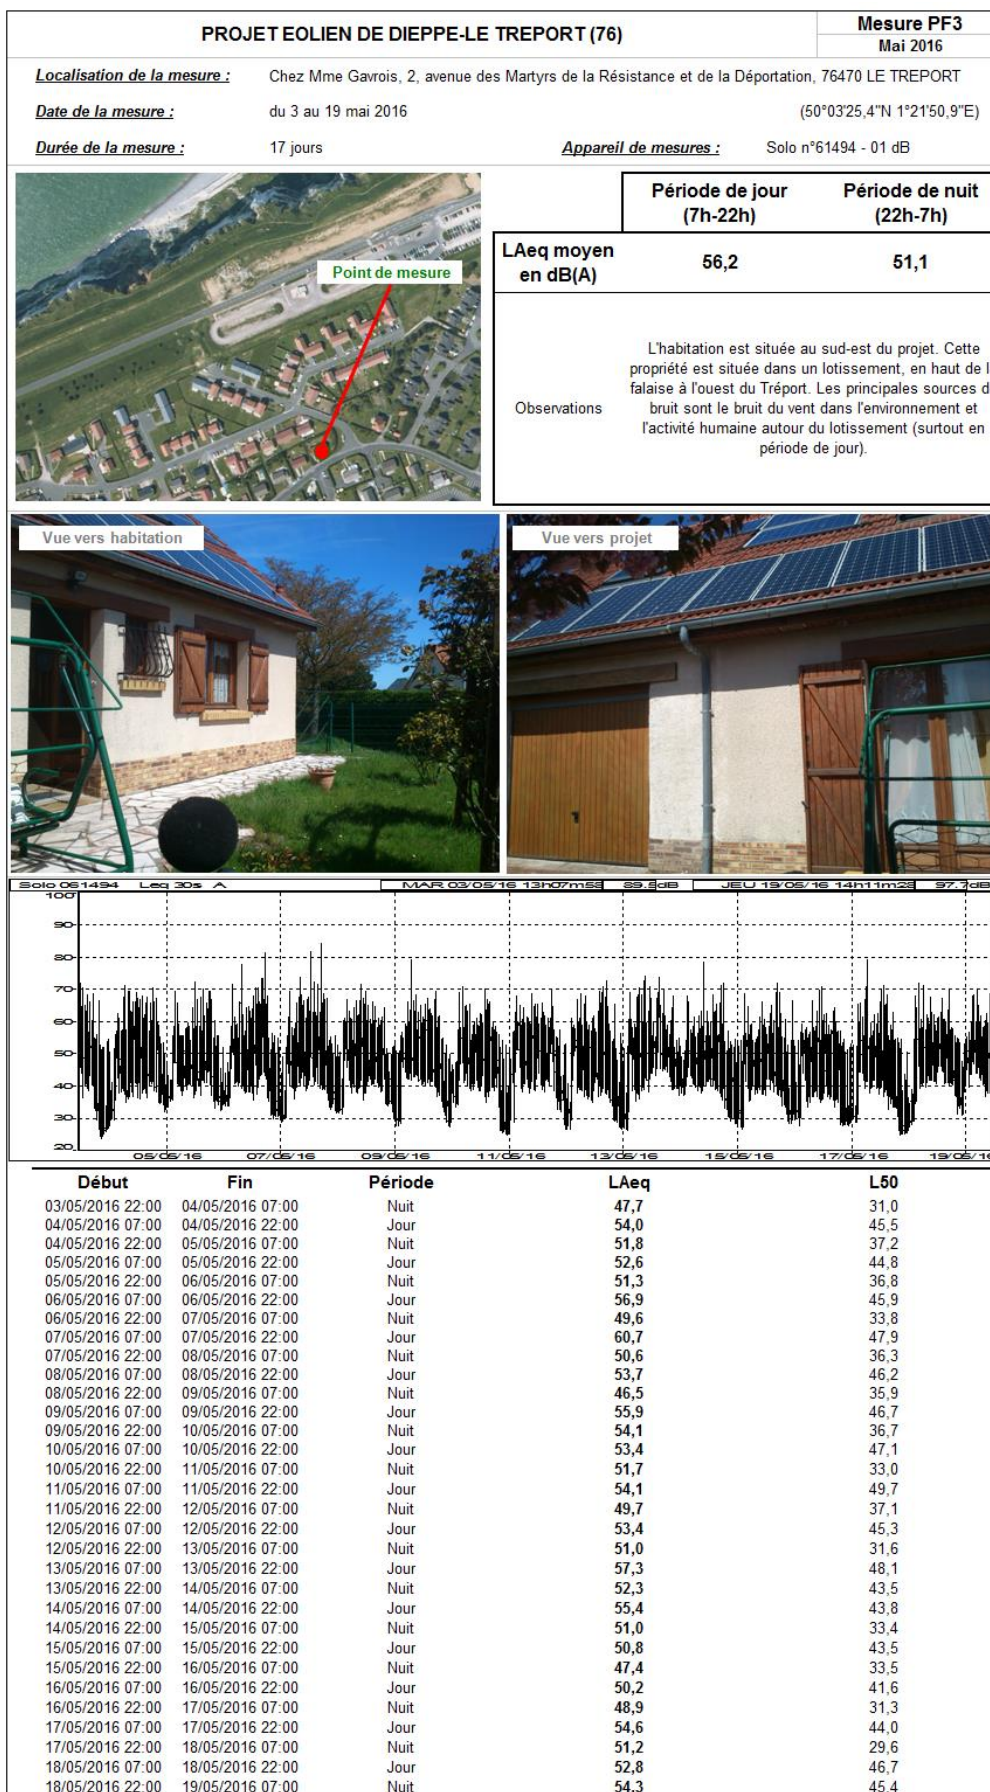 PROJET EOLIEN DE DIEPPE-LE TREPORT (76)
Mesure PF3
Mai 2016
Localisation de la mesure : Chez Mme Gavrois, 2, avenue des Martyrs de la Résistance et de la Déportation, 76470 LE TREPORT
Date de la mesure : du 3 au 19 mai 2016 (50°03'25,4"N 1°21'50,9"E)
Durée de la mesure : 17 jours Appareil de mesures : Solo n°61494 - 01 dB
Point de mesure
Période de jour (7h-22h)
Période de nuit (22h-7h)
LAeq moyen en dB(A) 56,2 51,1
Observations
L'habitation est située au sud-est du projet. Cette
propriété est située dans un lotissement, en haut de l
falaise à l'ouest du Tréport. Les principales sources d
bruit sont le bruit du vent dans l'environnement et
l'activité humaine autour du lotissement (surtout en
période de jour).
Vue vers habitation
Vue vers projet
Solo 061494 Leq 30s A MAR 03/05/16 13h07m58 89.5dB JEU 19/05/16 14h11m28 97.7dB
100
90
80
70
60
50
40
30
20
05/05/16 07/05/16 09/05/16 11/05/16 13/05/16 15/05/16 17/05/16 19/05/16
Début Fin Période LAeq L50
03/05/2016 22:00 04/05/2016 07:00 Nuit 47,7 31,0
04/05/2016 07:00 04/05/2016 22:00 Jour 54,0 45,5
04/05/2016 22:00 05/05/2016 07:00 Nuit 51,8 37,2
05/05/2016 07:00 05/05/2016 22:00 Jour 52,6 44,8
05/05/2016 22:00 06/05/2016 07:00 Nuit 51,3 36,8
06/05/2016 07:00 06/05/2016 22:00 Jour 56,9 45,9
06/05/2016 22:00 07/05/2016 07:00 Nuit 49,6 33,8
07/05/2016 07:00 07/05/2016 22:00 Jour 60,7 47,9
07/05/2016 22:00 08/05/2016 07:00 Nuit 50,6 36,3
08/05/2016 07:00 08/05/2016 22:00 Jour 53,7 46,2
08/05/2016 22:00 09/05/2016 07:00 Nuit 46,5 35,9
09/05/2016 07:00 09/05/2016 22:00 Jour 55,9 46,7
09/05/2016 22:00 10/05/2016 07:00 Nuit 54,1 36,7
10/05/2016 07:00 10/05/2016 22:00 Jour 53,4 47,1
10/05/2016 22:00 11/05/2016 07:00 Nuit 51,7 33,0
11/05/2016 07:00 11/05/2016 22:00 Jour 54,1 49,7
11/05/2016 22:00 12/05/2016 07:00 Nuit 49,7 37,1
12/05/2016 07:00 12/05/2016 22:00 Jour 53,4 45,3
12/05/2016 22:00 13/05/2016 07:00 Nuit 51,0 31,6
13/05/2016 07:00 13/05/2016 22:00 Jour 57,3 48,1
13/05/2016 22:00 14/05/2016 07:00 Nuit 52,3 43,5
14/05/2016 07:00 14/05/2016 22:00 Jour 55,4 43,8
14/05/2016 22:00 15/05/2016 07:00 Nuit 51,0 33,4
15/05/2016 07:00 15/05/2016 22:00 Jour 50,8 43,5
15/05/2016 22:00 16/05/2016 07:00 Nuit 47,4 33,5
16/05/2016 07:00 16/05/2016 22:00 Jour 50,2 41,6
16/05/2016 22:00 17/05/2016 07:00 Nuit 48,9 31,3
17/05/2016 07:00 17/05/2016 22:00 Jour 54,6 44,0
17/05/2016 22:00 18/05/2016 07:00 Nuit 51,2 29,6
18/05/2016 07:00 18/05/2016 22:00 Jour 52,8 46,7
18/05/2016 22:00 19/05/2016 07:00 Nuit 54,3 45,4